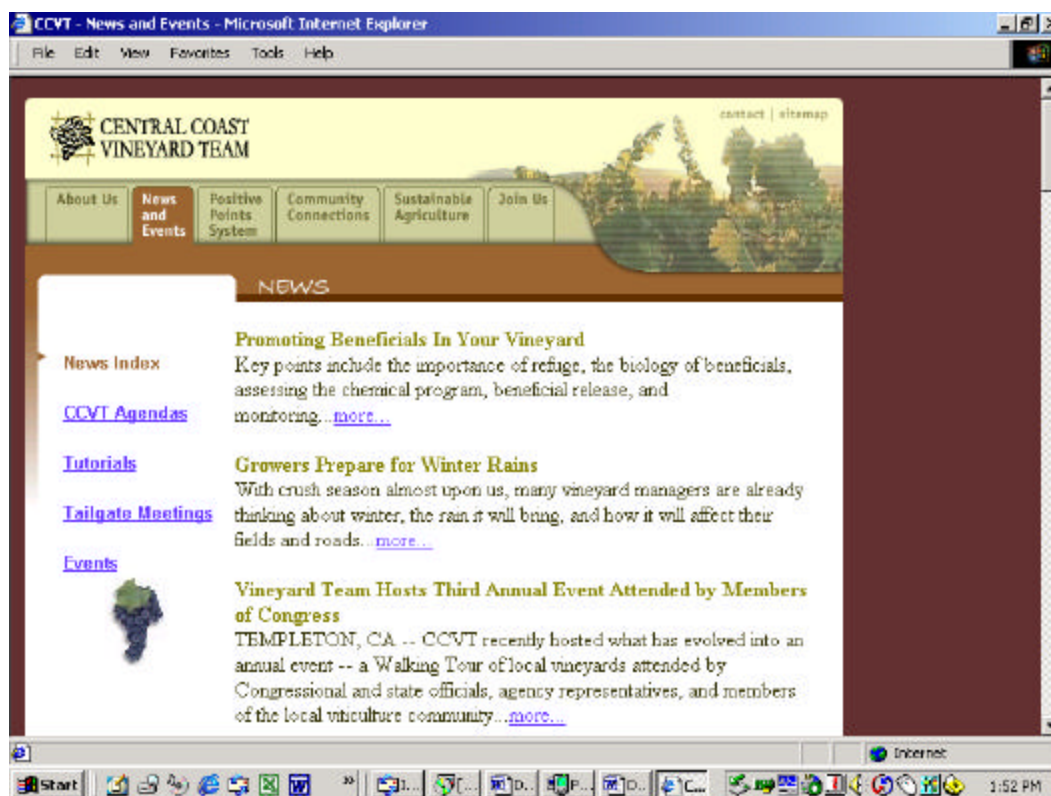 CCVT - News and Events - Microsoft Internet Explorer
File Edit View Favorites Tools Help
contact | sitemap
CENTRAL COAST
VINEYARD TEAM
About Us
News
and
Events
Positive
Points
System
Community
Connections
Sustainable
Agriculture
Join Us
NEWS
News Index
CCVT Agendas
Tutorials
Tailgate Meetings
Events
Promoting Beneficials In Your Vineyard
Key points include the importance of refuge, the biology of beneficials,
assessing the chemical program, beneficial release, and
monitoring...more...
Growers Prepare for Winter Rains
With crush season almost upon us, many vineyard managers are already
thinking about winter, the rain it will bring, and how it will affect their
fields and roads...more...
Vineyard Team Hosts Third Annual Event Attended by Members
of Congress
TEMPLETON, CA -- CCVT recently hosted what has evolved into an
annual event -- a Walking Tour of local vineyards attended by
Congressional and state officials, agency representatives, and members
of the local viticulture community...more...
Internet
Start
1:52 PM